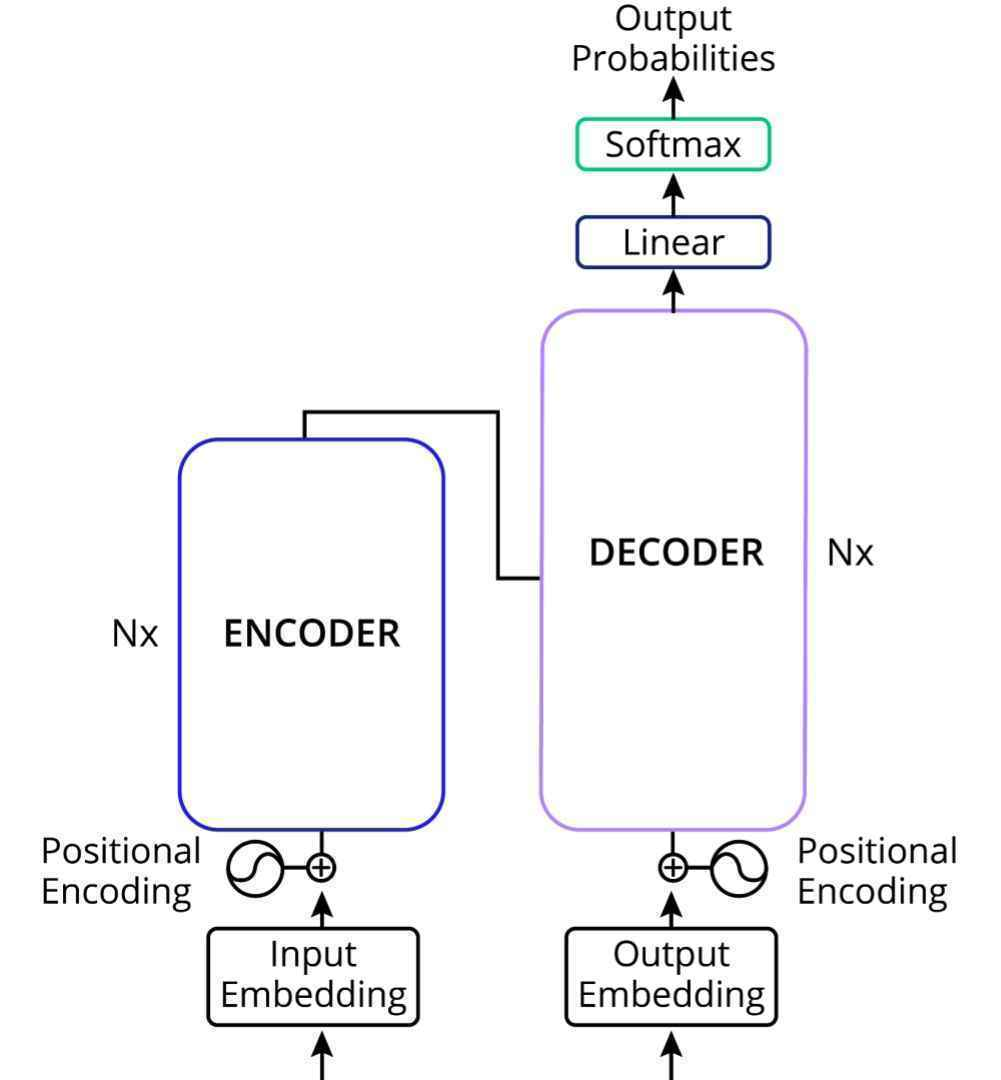 Output
Probabilities
Softmax
Linear
DECODER
Nx
Nx
ENCODER
Positional
Encoding
Positional
Encoding
Input
Embedding
Output
Embedding